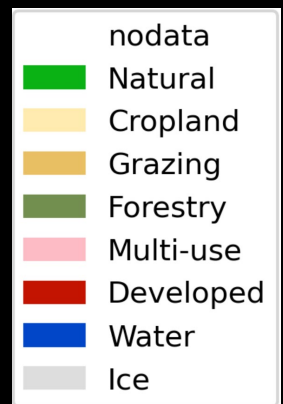 nodata
Natural
Cropland
Grazing
Forestry
Multi-use
Developed
Water
Ice